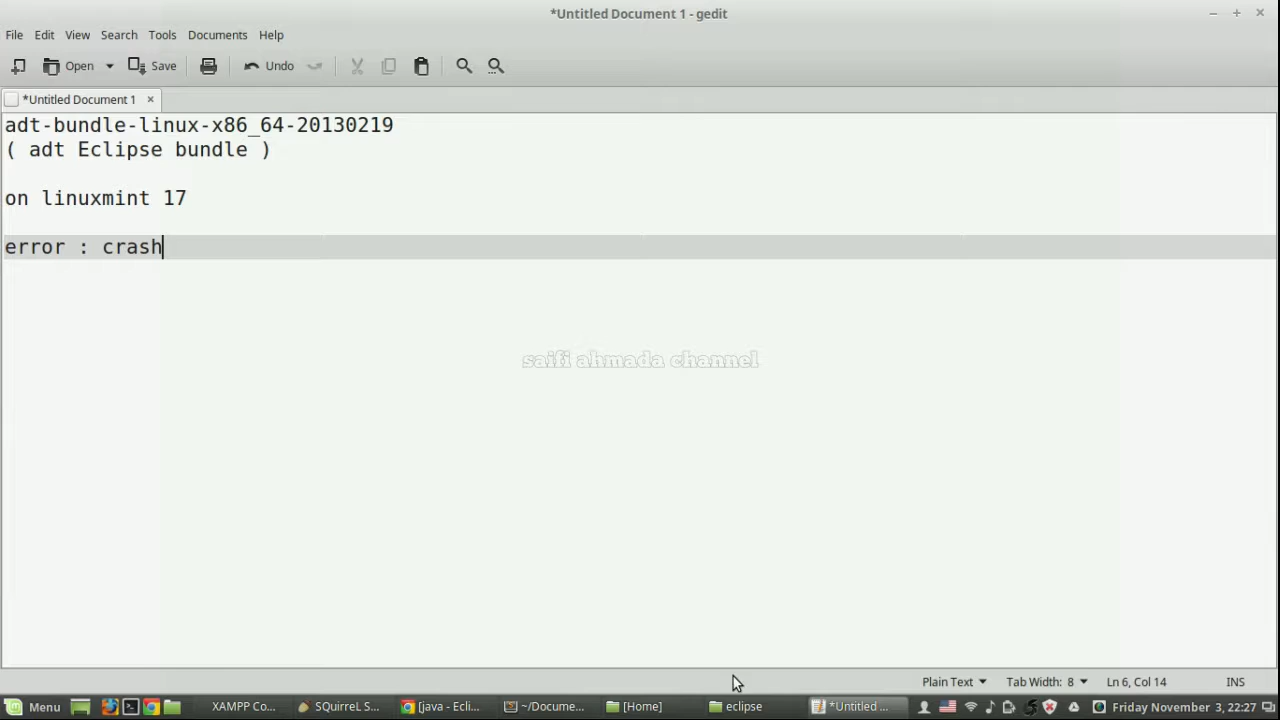 *Untitled Document 1 - gedit
File Edit View Search Tools Documents Help
Open Save Undo
*Untitled Document 1
adt-bundle-linux-x86_64-20130219
( adt Eclipse bundle )
on linuxmint 17
error : crash
saifi ahmada channel
Plain Text Tab Width: 8 Ln 6, Col 14 INS
Menu XAMPP Co... SQuirreL S... [java - Ecli... ~/Docume... [Home] eclipse *Untitled ... Friday November 3, 22:27